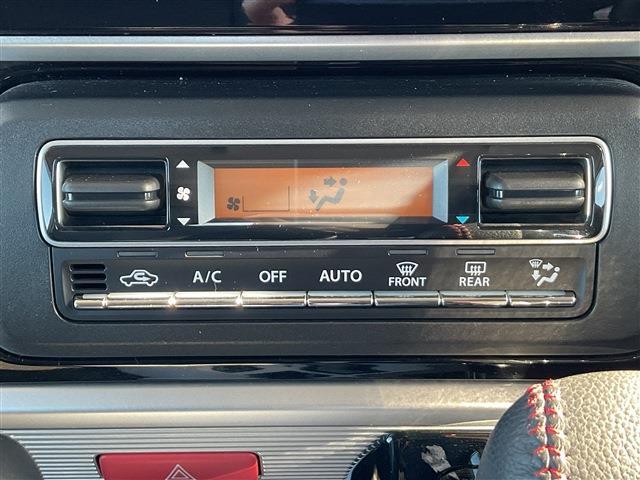 A/C OFF AUTO FRONT REAR